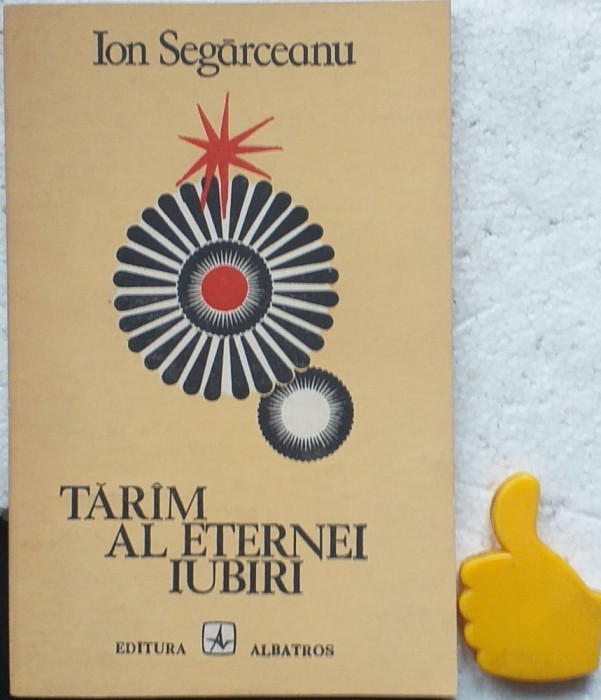 Ion Segărceanu
TĂRÎM
AL ETERNEI
IUBIRI
EDITURA ALBATROS